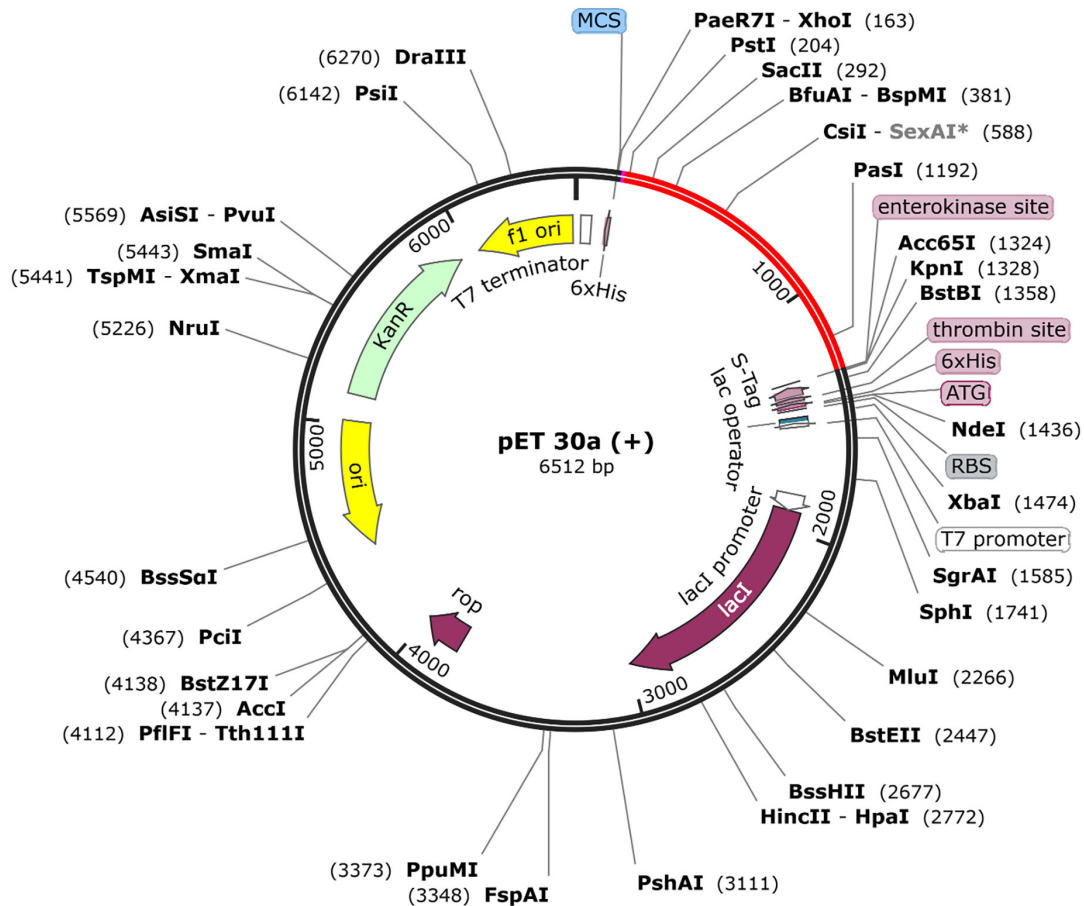 MCS
PaeR7I - XhoI (163)
PstI (204)
SacII (292)
BfuAI - BspMI (381)
CsiI - SexAI* (588)
PasI (1192)
enterokinase site
Acc65I (1324)
KpnI (1328)
BstBI (1358)
thrombin site
6xHis
ATG
NdeI (1436)
RBS
XbaI (1474)
T7 promoter
SgrAI (1585)
SphI (1741)
MluI (2266)
BstEII (2447)
BssHII (2677)
HincII - HpaI (2772)
PshAI (3111)
(3348) FspAI
(3373) PpuMI
(4112) PflFI - Tth111I
(4137) AccI
(4138) BstZ17I
(4367) PciI
(4540) BssSαI
(5226) NruI
(5441) TspMI - XmaI
(5443) SmaI
(5569) AsiSI - PvuI
(6142) PsiI
(6270) DraIII
f1 ori
T7 terminator
6xHis
KanR
ori
rop
lacI
lacI promoter
lac operator
S-Tag
pET 30a (+)
6512 bp
1000
2000
3000
4000
5000
6000